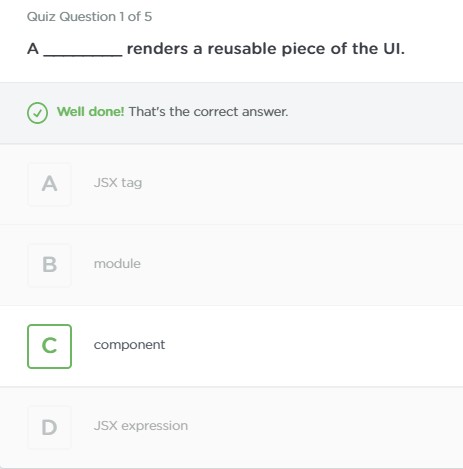 Quiz Question 1 of 5
A ________ renders a reusable piece of the UI.
Well done! That's the correct answer.
A JSX tag
B module
C component
D JSX expression